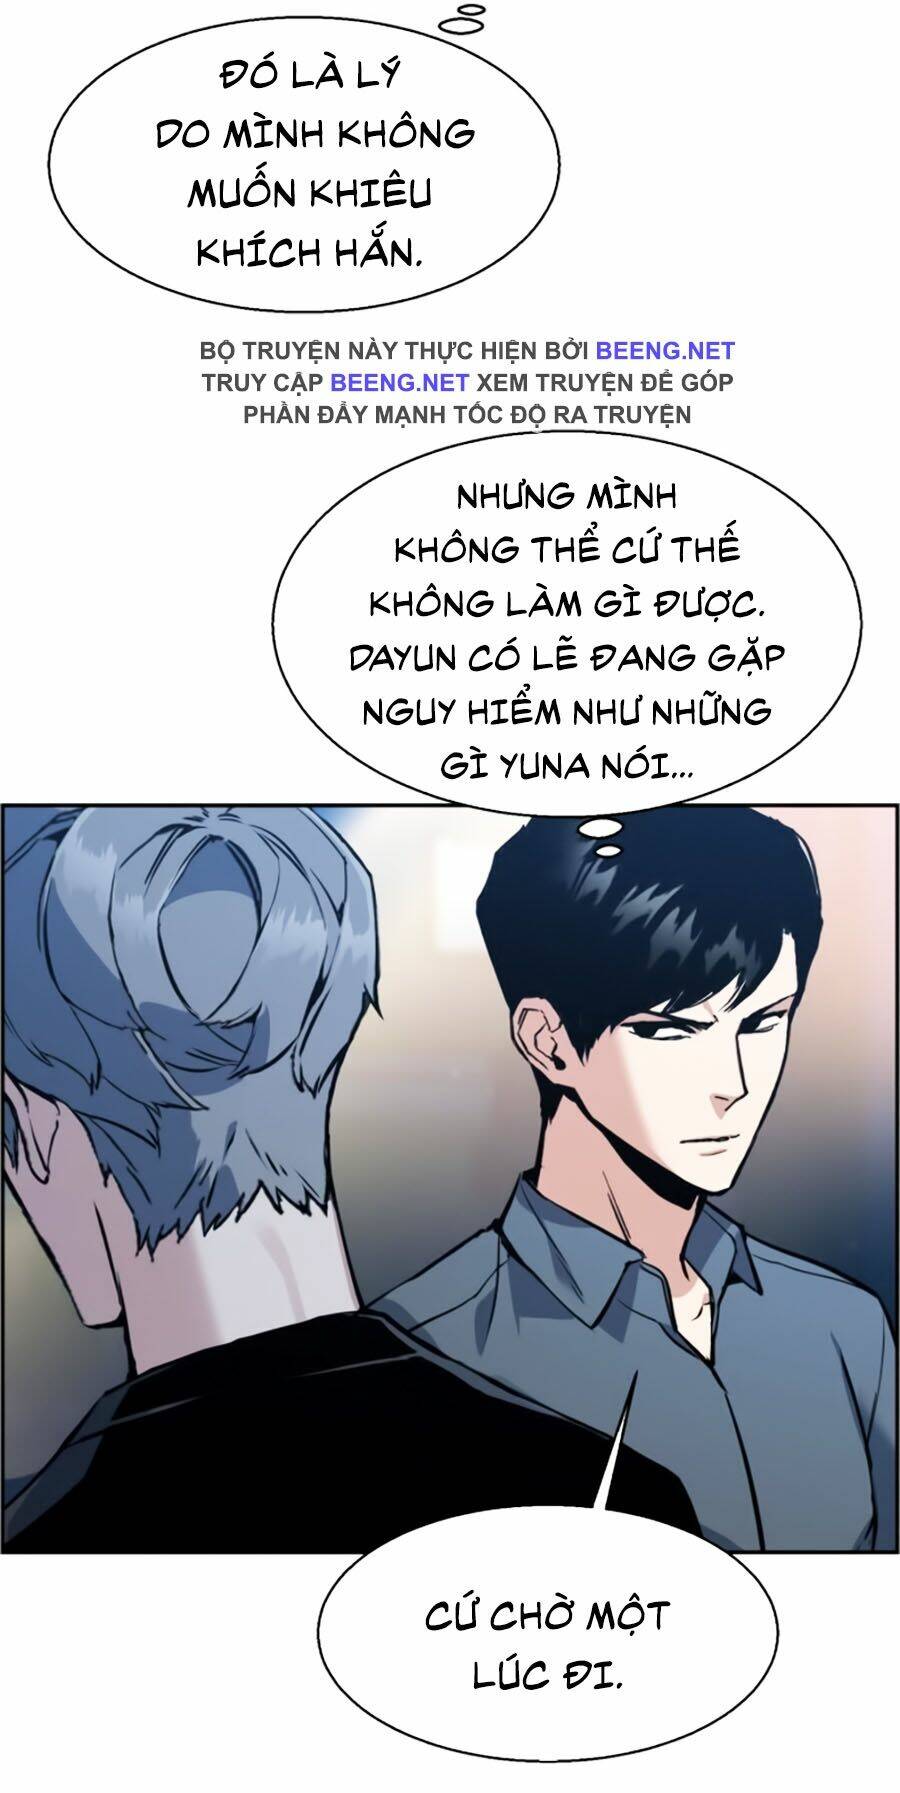 ĐÓ LÀ LÝ
DO MÌNH KHÔNG
MUỐN KHIÊU
KHÍCH HẮN.
BỘ TRUYỆN NÀY THỰC HIỆN BỞI BEENG.NET
TRUY CẬP BEENG.NET XEM TRUYỆN ĐỂ GÓP
PHẦN ĐẨY MẠNH TỐC ĐỘ RA TRUYỆN
NHƯNG MÌNH
KHÔNG THỂ CỨ THẾ
KHÔNG LÀM GÌ ĐƯỢC.
DAYUN CÓ LẼ ĐANG GẶP
NGUY HIỂM NHƯ NHỮNG
GÌ YUNA NÓI...
CỨ CHỜ MỘT
LÚC ĐI.